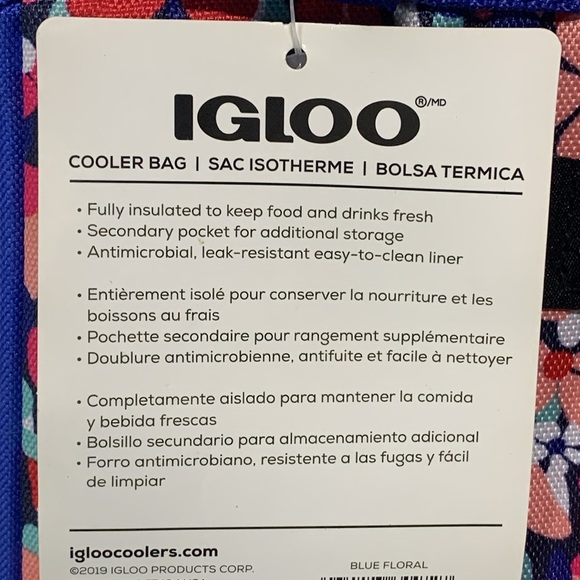 IGLOO®/MD
COOLER BAG | SAC ISOTHERME | BOLSA TERMICA
• Fully insulated to keep food and drinks fresh
• Secondary pocket for additional storage
• Antimicrobial, leak-resistant easy-to-clean liner
• Entièrement isolé pour conserver la nourriture et les
boissons au frais
• Pochette secondaire pour rangement supplémentaire
• Doublure antimicrobienne, antifuite et facile à nettoyer
• Completamente aislado para mantener la comida
y bebida frescas
• Bolsillo secundario para almacenamiento adicional
• Forro antimicrobiano, resistente a las fugas y fácil
de limpiar
igloocoolers.com
©2019 IGLOO PRODUCTS CORP.
BLUE FLORAL